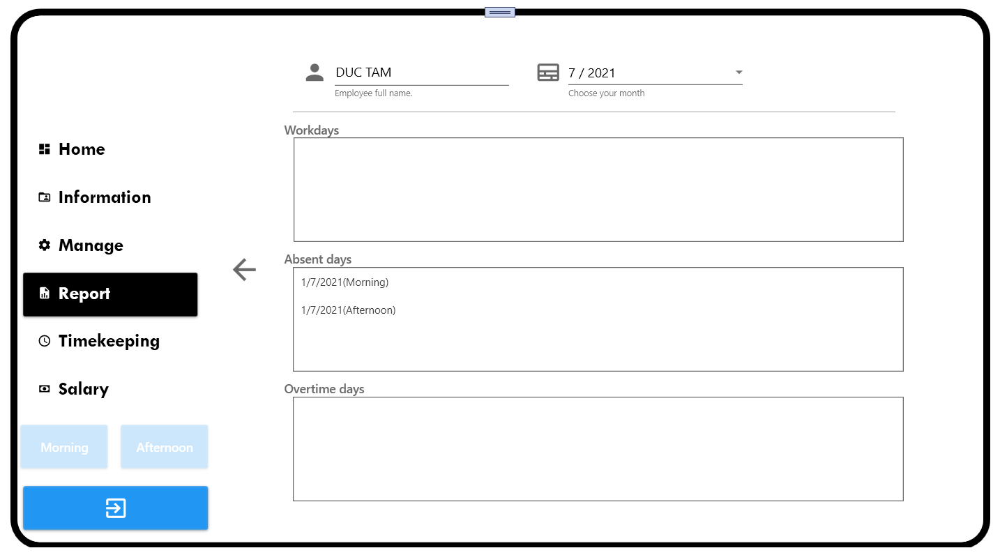 DUC TAM
7 / 2021
Employee full name.
Choose your month
Workdays
Home
Information
Manage
Absent days
1/7/2021(Morning)
Report
1/7/2021(Afternoon)
Timekeeping
Salary
Overtime days
Morning
Afternoon